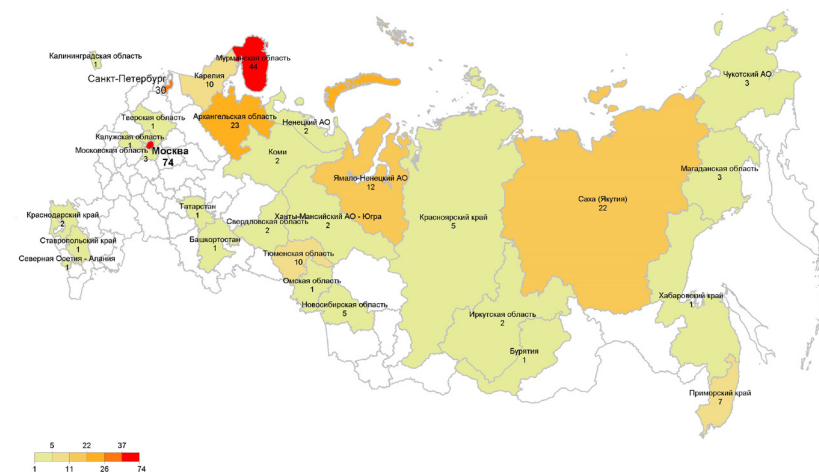 Калининградская область
1
Мурманская область
44
Санкт-Петербург
30
Карелия
10
Чукотский АО
3
Архангельская область
23
Ненецкий АО
2
Тверская область
1
Калужская область
1
Московская область
3
Москва
74
Коми
2
Ямало-Ненецкий АО
12
Магаданская область
3
Саха (Якутия)
22
Татарстан
1
Краснодарский край
2
Свердловская область
2
Ханты-Мансийский АО - Югра
2
Красноярский край
5
Ставропольский край
1
Башкортостан
1
Северная Осетия - Алания
1
Тюменская область
10
Омская область
1
Хабаровский край
1
Новосибирская область
5
Иркутская область
2
Бурятия
1
Приморский край
7
5 22 37
1 11 26 74